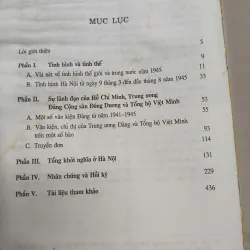 MỤC LỤC
Lời giới thiệu 5
Phần I. Tình hình và tình thế 9
A. Vài nét về tình hình thế giới và trong nước năm 1945 11
B. Tình hình Hà Nội từ ngày 9 tháng 3 đến đầu tháng 8 năm 1945 15
Phần II. Sự lãnh đạo của Hồ Chí Minh, Trung ương
Đảng Cộng sản Đông Dương và Tổng bộ Việt Minh 33
A. Một số văn kiện Đảng từ năm 1941-1945 35
B. Văn kiện, chỉ thị của Trung ương Đảng và Tổng bộ Việt Minh
trên một số báo 94
C. Truyền đơn 114
Phần III. Tổng khởi nghĩa ở Hà Nội 131
Phần IV. Nhân chứng và Hồi ký 229
Phần V. Tài liệu tham khảo 436